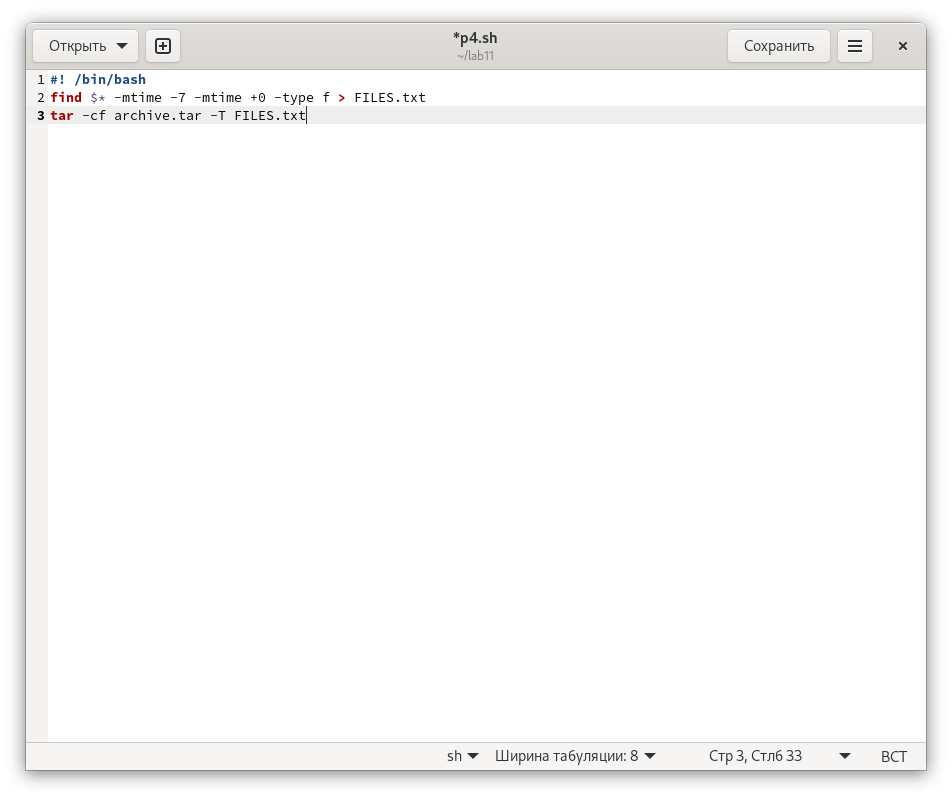 Открыть
*p4.sh
~/lab11
Сохранить
1 #! /bin/bash
2 find $* -mtime -7 -mtime +0 -type f > FILES.txt
3 tar -cf archive.tar -T FILES.txt
sh Ширина табуляции: 8 Стр 3, Стлб 33 ВСТ